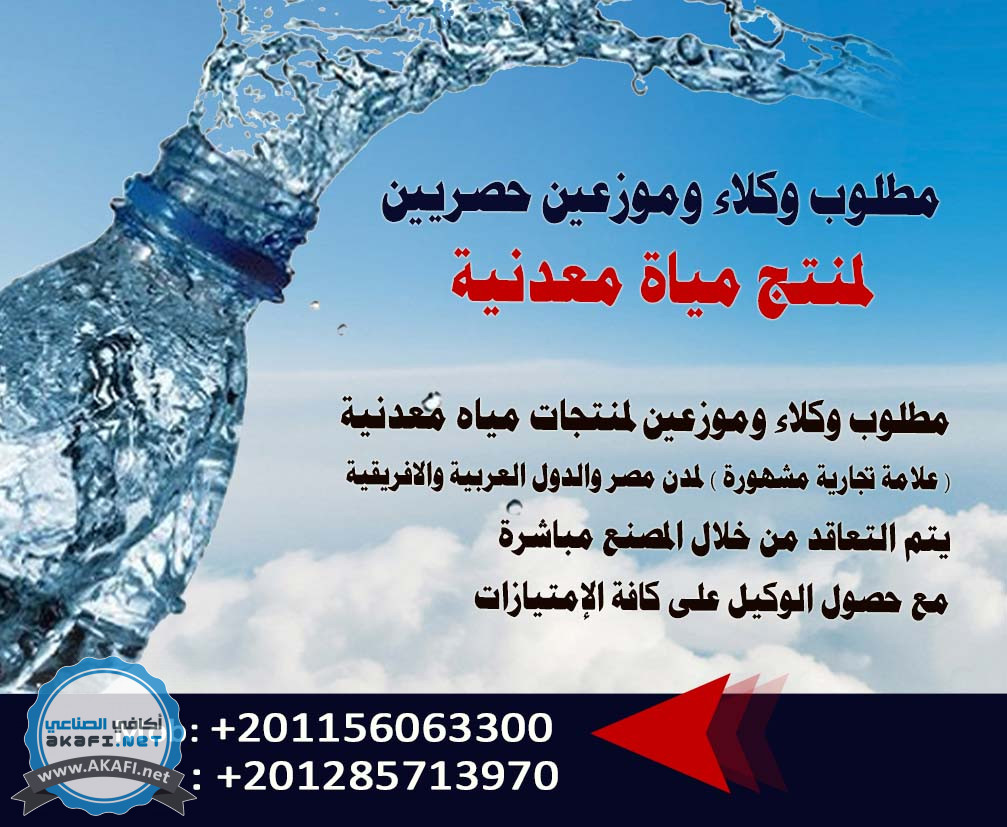 مطلوب وكلاء وموزعين حصريين
لمنتج مياة معدنية
مطلوب وكلاء وموزعين لمنتجات مياه معدنية
( علامة تجارية مشهورة ) لمدن مصر والدول العربية والافريقية
يتم التعاقد من خلال المصنع مباشرة
مع حصول الوكيل على كافة الإمتيازات
: +201156063300
: +201285713970
أكافي الصناعي
AKAFI.NET
www.AKAFI.net